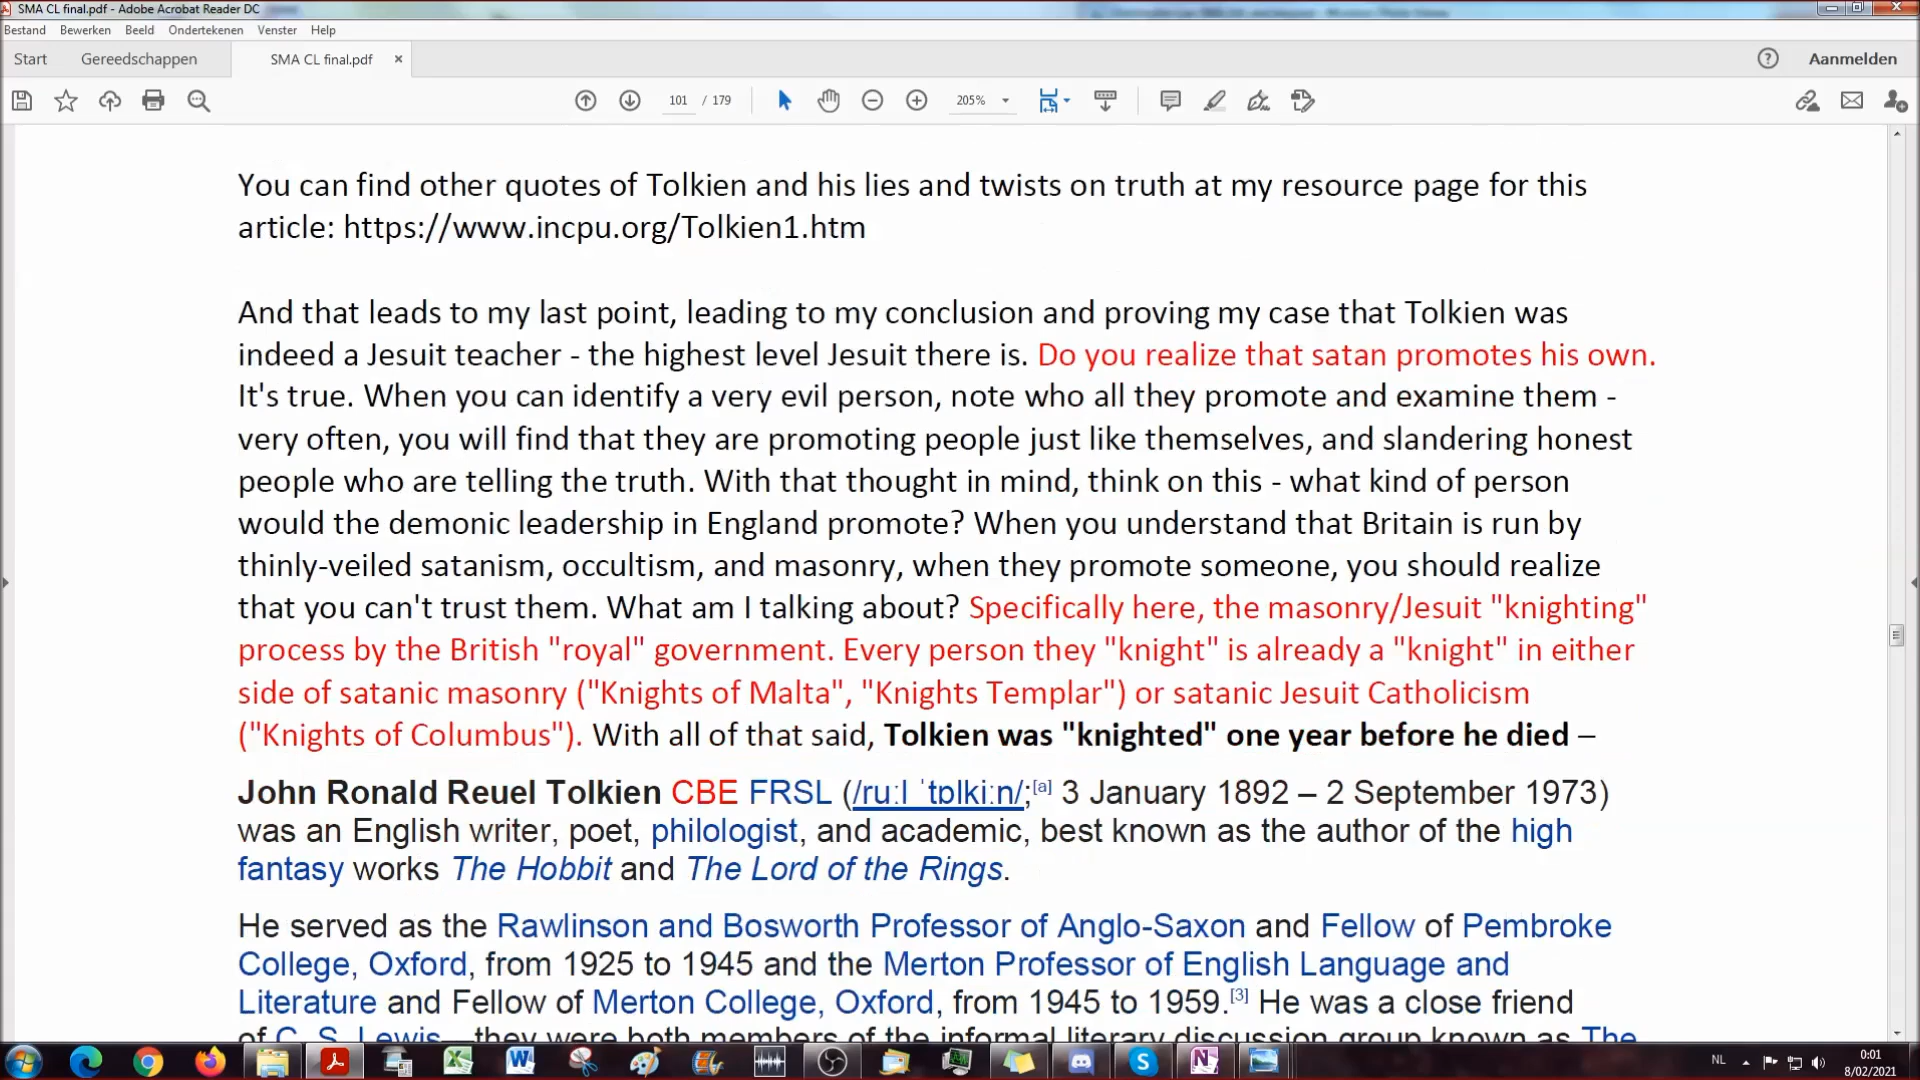 SMA CL final.pdf - Adobe Acrobat Reader DC
Bestand Bewerken Beeld Ondertekenen Venster Help
Start Gereedschappen SMA CL final.pdf × Aanmelden
101 / 179 205%
You can find other quotes of Tolkien and his lies and twists on truth at my resource page for this
article: https://www.incpu.org/Tolkien1.htm
And that leads to my last point, leading to my conclusion and proving my case that Tolkien was
indeed a Jesuit teacher - the highest level Jesuit there is. Do you realize that satan promotes his own.
It's true. When you can identify a very evil person, note who all they promote and examine them -
very often, you will find that they are promoting people just like themselves, and slandering honest
people who are telling the truth. With that thought in mind, think on this - what kind of person
would the demonic leadership in England promote? When you understand that Britain is run by
thinly-veiled satanism, occultism, and masonry, when they promote someone, you should realize
that you can't trust them. What am I talking about? Specifically here, the masonry/Jesuit "knighting"
process by the British "royal" government. Every person they "knight" is already a "knight" in either
side of satanic masonry ("Knights of Malta", "Knights Templar") or satanic Jesuit Catholicism
("Knights of Columbus"). With all of that said, Tolkien was "knighted" one year before he died –
John Ronald Reuel Tolkien CBE FRSL (/ruːl ˈtɒlkiːn/;[a] 3 January 1892 – 2 September 1973)
was an English writer, poet, philologist, and academic, best known as the author of the high
fantasy works The Hobbit and The Lord of the Rings.
He served as the Rawlinson and Bosworth Professor of Anglo-Saxon and Fellow of Pembroke
College, Oxford, from 1925 to 1945 and the Merton Professor of English Language and
Literature and Fellow of Merton College, Oxford, from 1945 to 1959.[3] He was a close friend
of C. S. Lewis—they were both members of the informal literary discussion group known as The
NL 0:01
8/02/2021